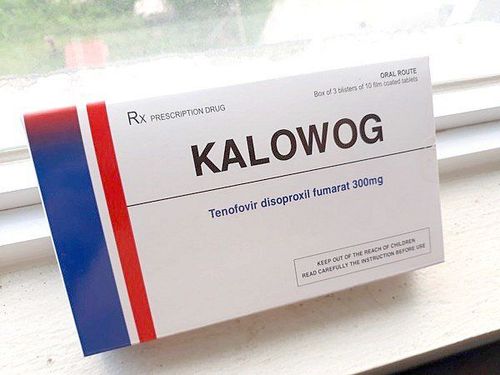 ORAL ROUTE
Rx PRESCRIPTION DRUG
Box of 3 blisters of 10 film coated tablets
KALOWOG
Tenofovir disoproxil fumarat 300mg
KEEP OUT OF THE REACH OF CHILDREN
READ CAREFULLY THE INSTRUCTION BEFORE USE